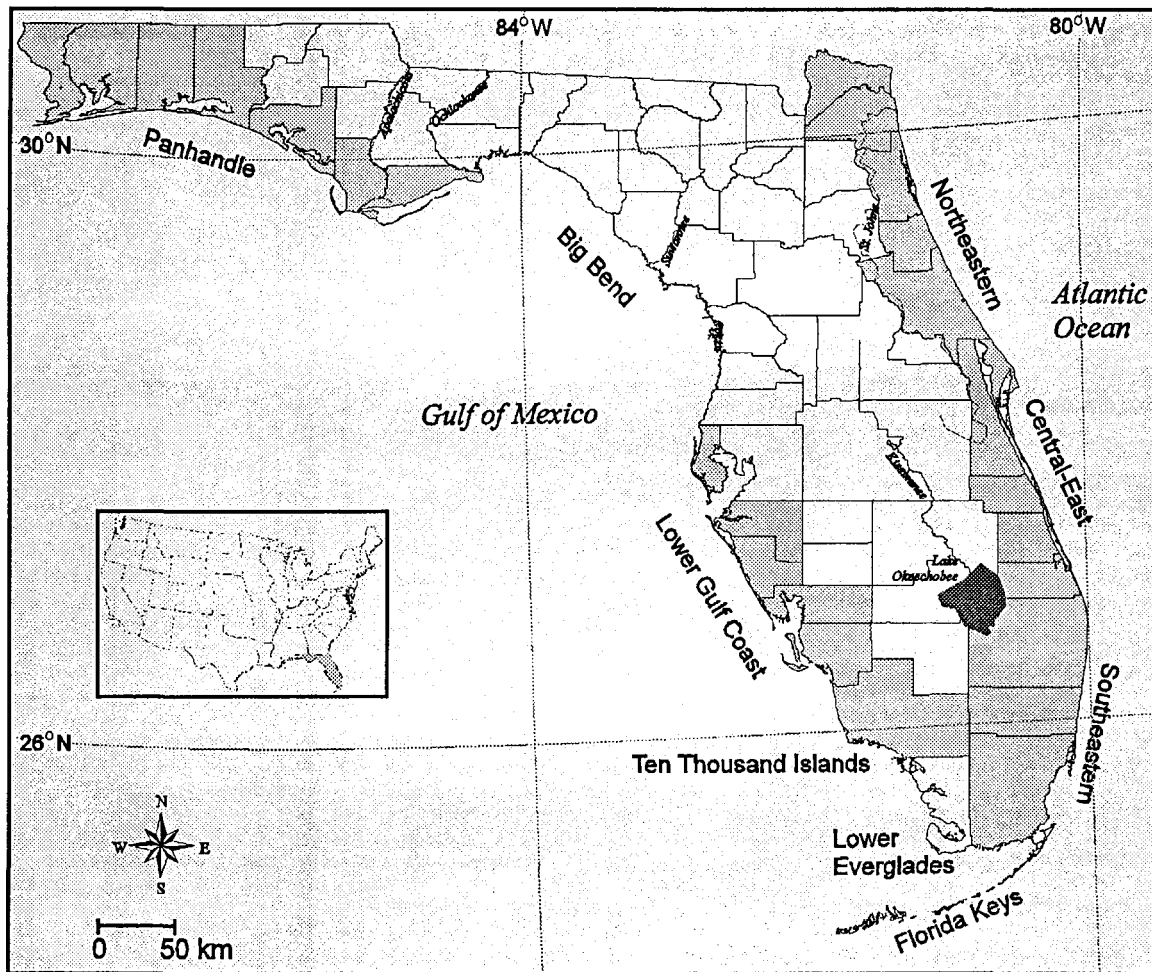 84°W
80°W
Apalachicola
Ochlockonee
30°N
Panhandle
Northeastern
St. Johns
Suwannee
Big Bend
Atlantic
Ocean
Gulf of Mexico
Central-East
Kissimmee
Lower Gulf Coast
Lake
Okeechobee
Southeastern
26°N
Ten Thousand Islands
N
W
E
S
Lower
Everglades
Florida Keys
0
50 km